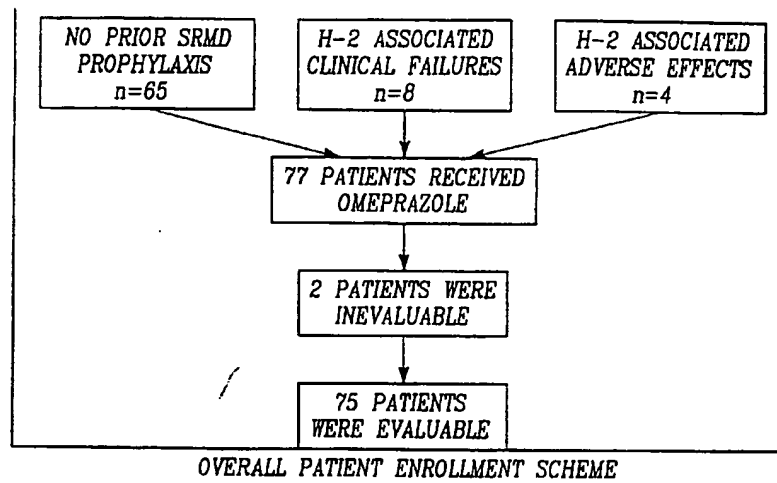 NO PRIOR SRMD
PROPHYLAXIS
n=65
H-2 ASSOCIATED
CLINICAL FAILURES
n=8
H-2 ASSOCIATED
ADVERSE EFFECTS
n=4
77 PATIENTS RECEIVED
OMEPRAZOLE
2 PATIENTS WERE
INEVALUABLE
75 PATIENTS
WERE EVALUABLE
OVERALL PATIENT ENROLLMENT SCHEME